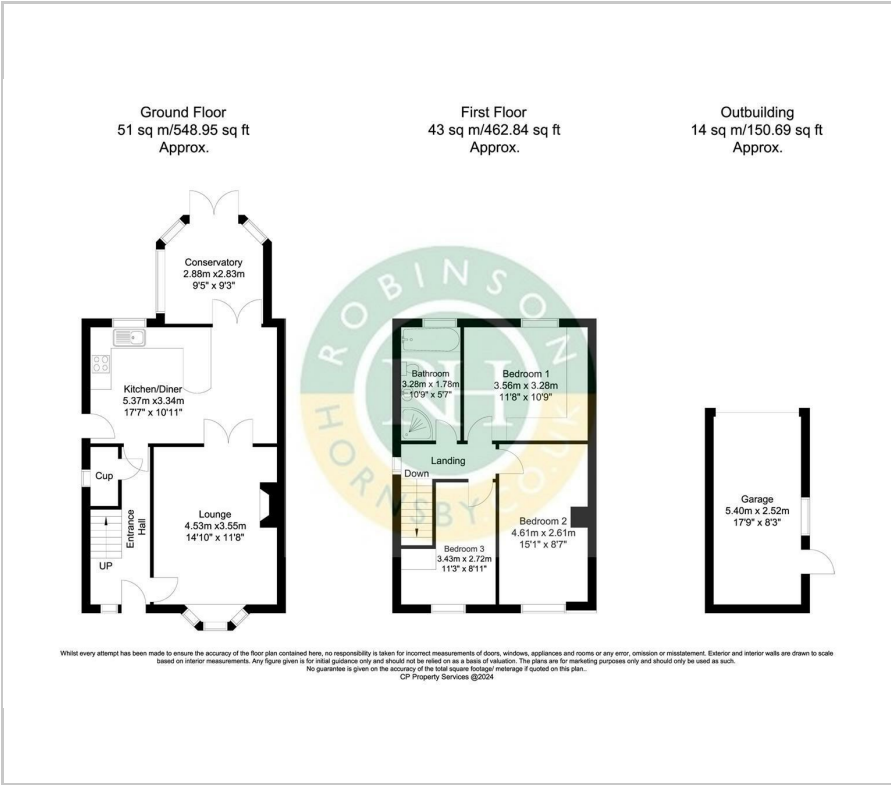 Ground Floor
51 sq m/548.95 sq ft
Approx.
First Floor
43 sq m/462.84 sq ft
Approx.
Outbuilding
14 sq m/150.69 sq ft
Approx.
Conservatory
2.88m x2.83m
9'5" x 9'3"
Kitchen/Diner
5.37m x3.34m
17'7" x 10'11"
Cup
Entrance
Hall
UP
Lounge
4.53m x3.55m
14'10" x 11'8"
ROBINSON
RNH
HORNSBY.CO.UK
Bathroom
3.28m x 1.78m
10'9" x 5'7"
Bedroom 1
3.56m x 3.28m
11'8" x 10'9"
Landing
Down
Bedroom 2
4.61m x 2.61m
15'1" x 8'7"
Bedroom 3
3.43m x 2.72m
11'3" x 8'11"
Garage
5.40m x 2.52m
17'9" x 8'3"
Whilst every attempt has been made to ensure the accuracy of the floor plan contained here, no responsibility is taken for incorrect measurements of doors, windows, appliances and rooms or any error, omission or misstatement. Exterior and interior walls are drawn to scale
based on interior measurements. Any figure given is for initial guidance only and should not be relied on as a basis of valuation. The plans are for marketing purposes only and should only be used as such.
No guarantee is given on the accuracy of the total square footage/ meterage if quoted on this plan..
CP Property Services @2024